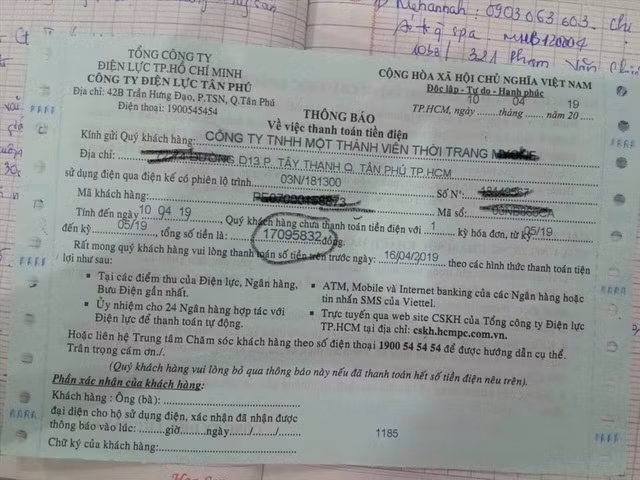 Mehannah : 0903.063.603. chi
spa
321 Phạm Văn
TỔNG CÔNG TY
ĐIỆN LỰC TP.HỒ CHÍ MINH
CÔNG TY ĐIỆN LỰC TÂN PHÚ
Địa chỉ: 42B Trần Hưng Đạo, P.TSN, Q.Tân Phú
Điện thoại: 1900545454
CỘNG HÒA XÃ HỘI CHỦ NGHĨA VIỆT NAM
Độc lập - Tự do - Hạnh phúc
TP.HCM, ngày 10 tháng 04 năm 2019
THÔNG BÁO
Về việc thanh toán tiền điện
Kính gửi Quý khách hàng: CÔNG TY TNHH MỘT THÀNH VIÊN THỜI TRANG
Địa chỉ: D13 P. TÂY THẠNH Q. TÂN PHÚ TP.HCM
sử dụng điện qua điện kế có phiên lộ trình 03N/181300 Số N°:
Mã khách hàng: Mã số:
Tính đến ngày 10 04 19 Quý khách hàng chưa thanh toán tiền điện với 1 kỳ hóa đơn, từ kỳ 05/19
đến kỳ 05/19, tổng số tiền là: 17095832 đồng.
Rất mong quý khách hàng vui lòng thanh toán số tiền trên trước ngày: 16/04/2019 theo các hình thức thanh toán tiện
lợi như sau:
▪ Tại các điểm thu của Điện lực, Ngân hàng,
Bưu Điện gần nhất.
▪ Ủy nhiệm cho 24 Ngân hàng hợp tác với
Điện lực để thanh toán tự động.
▪ ATM, Mobile và Internet banking của các Ngân hàng hoặc
tin nhắn SMS của Viettel.
▪ Trực tuyến qua web site CSKH của Tổng công ty Điện lực
TP.HCM tại địa chỉ: cskh.hcmpc.com.vn.
Hoặc liên hệ Trung tâm Chăm sóc khách hàng theo số điện thoại 1900 54 54 54 để được hướng dẫn cụ thể.
Trân trọng cám ơn./.
(Quý khách hàng vui lòng bỏ qua thông báo này nếu đã thanh toán hết số tiền điện nêu trên).
Phần xác nhận của khách hàng:
Khách hàng : Ông (bà) :
đại diện cho hộ sử dụng điện, xác nhận đã nhận được
thông báo vào lúc: ........giờ........ngày....../....../......
Chữ ký của khách hàng:
1185